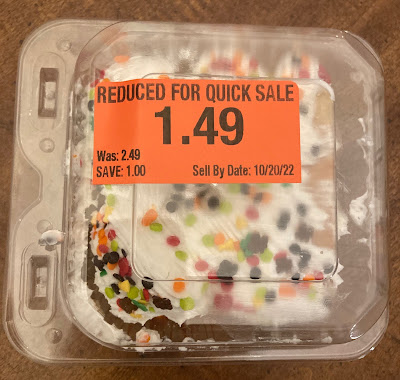 REDUCED FOR QUICK SALE
1.49
Was: 2.49
SAVE: 1.00 Sell By Date: 10/20/22